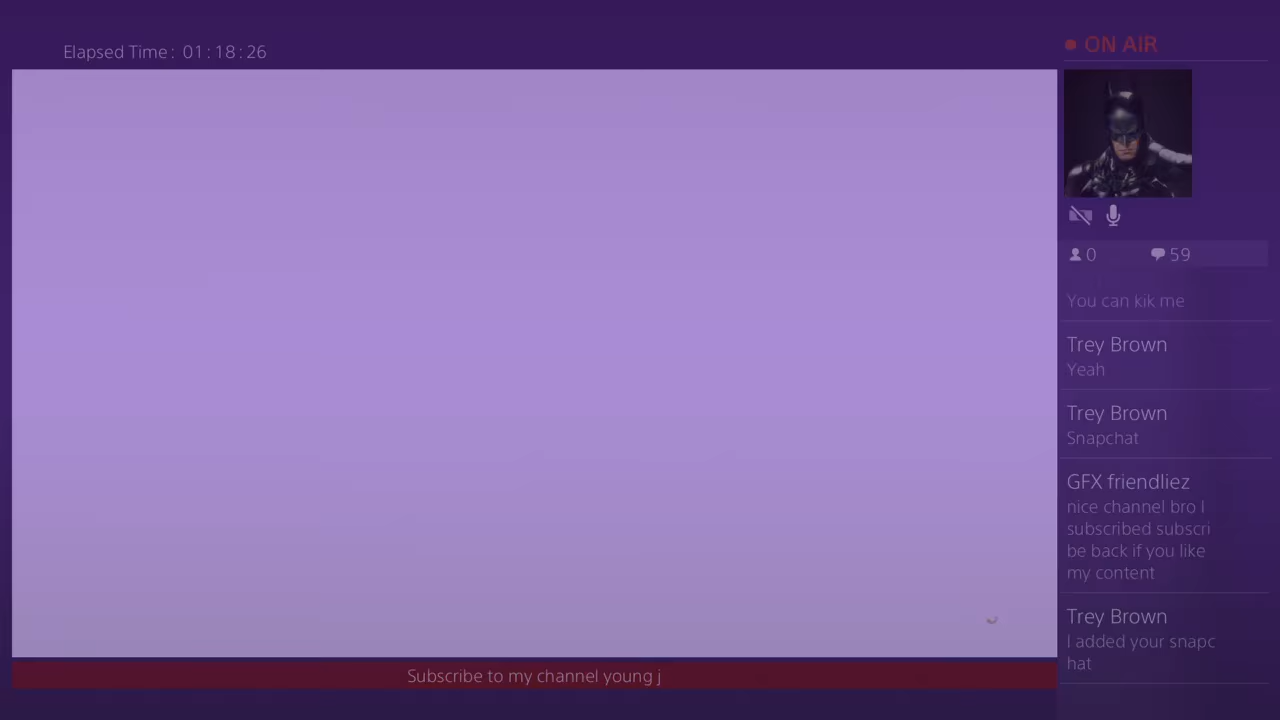 Elapsed Time: 01:18:26
ON AIR
0 59
You can kik me
Trey Brown
Yeah
Trey Brown
Snapchat
GFX friendliez
nice channel bro I
subscribed subscri
be back if you like
my content
Trey Brown
I added your snapc
hat
Subscribe to my channel young j